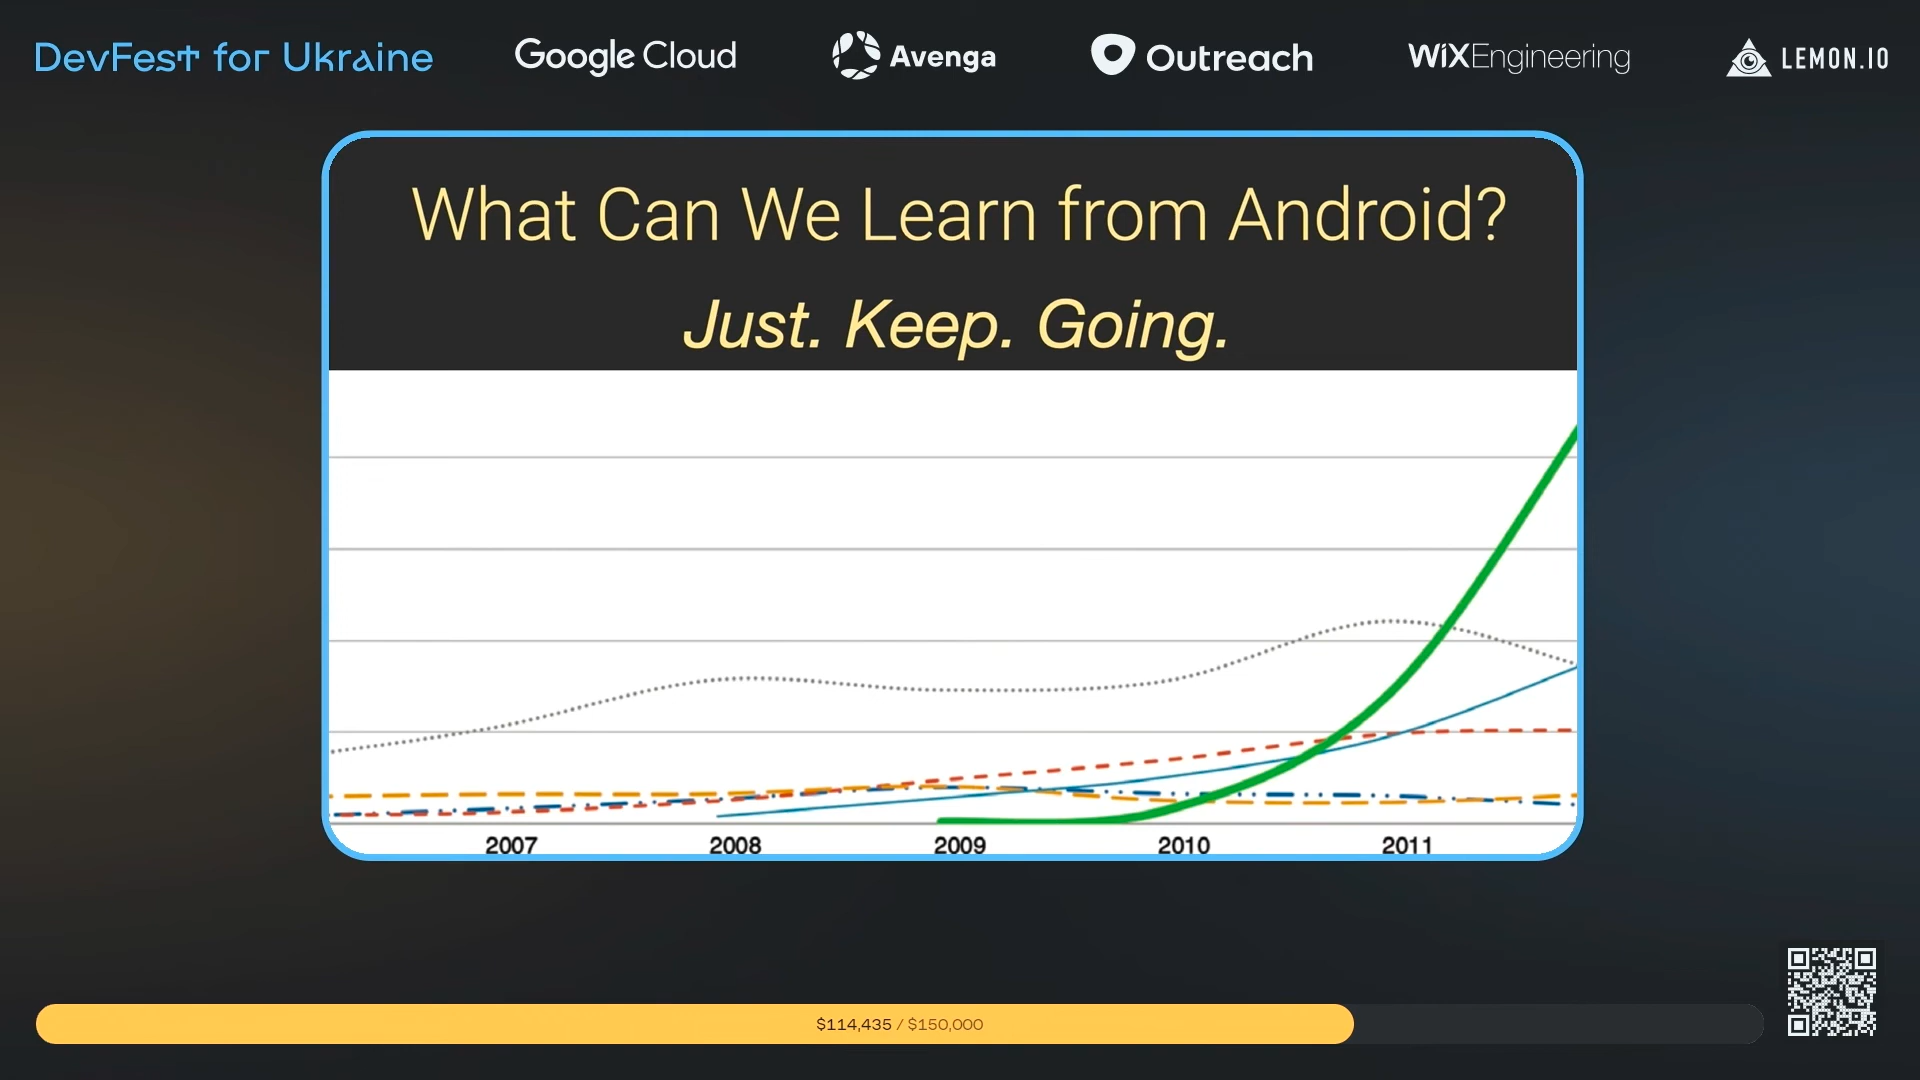 DevFest for Ukraine
Google Cloud
Avenga
Outreach
WiXEngineering
LEMON.IO
What Can We Learn from Android?
Just. Keep. Going.
2007
2008
2009
2010
2011
$114,435 / $150,000